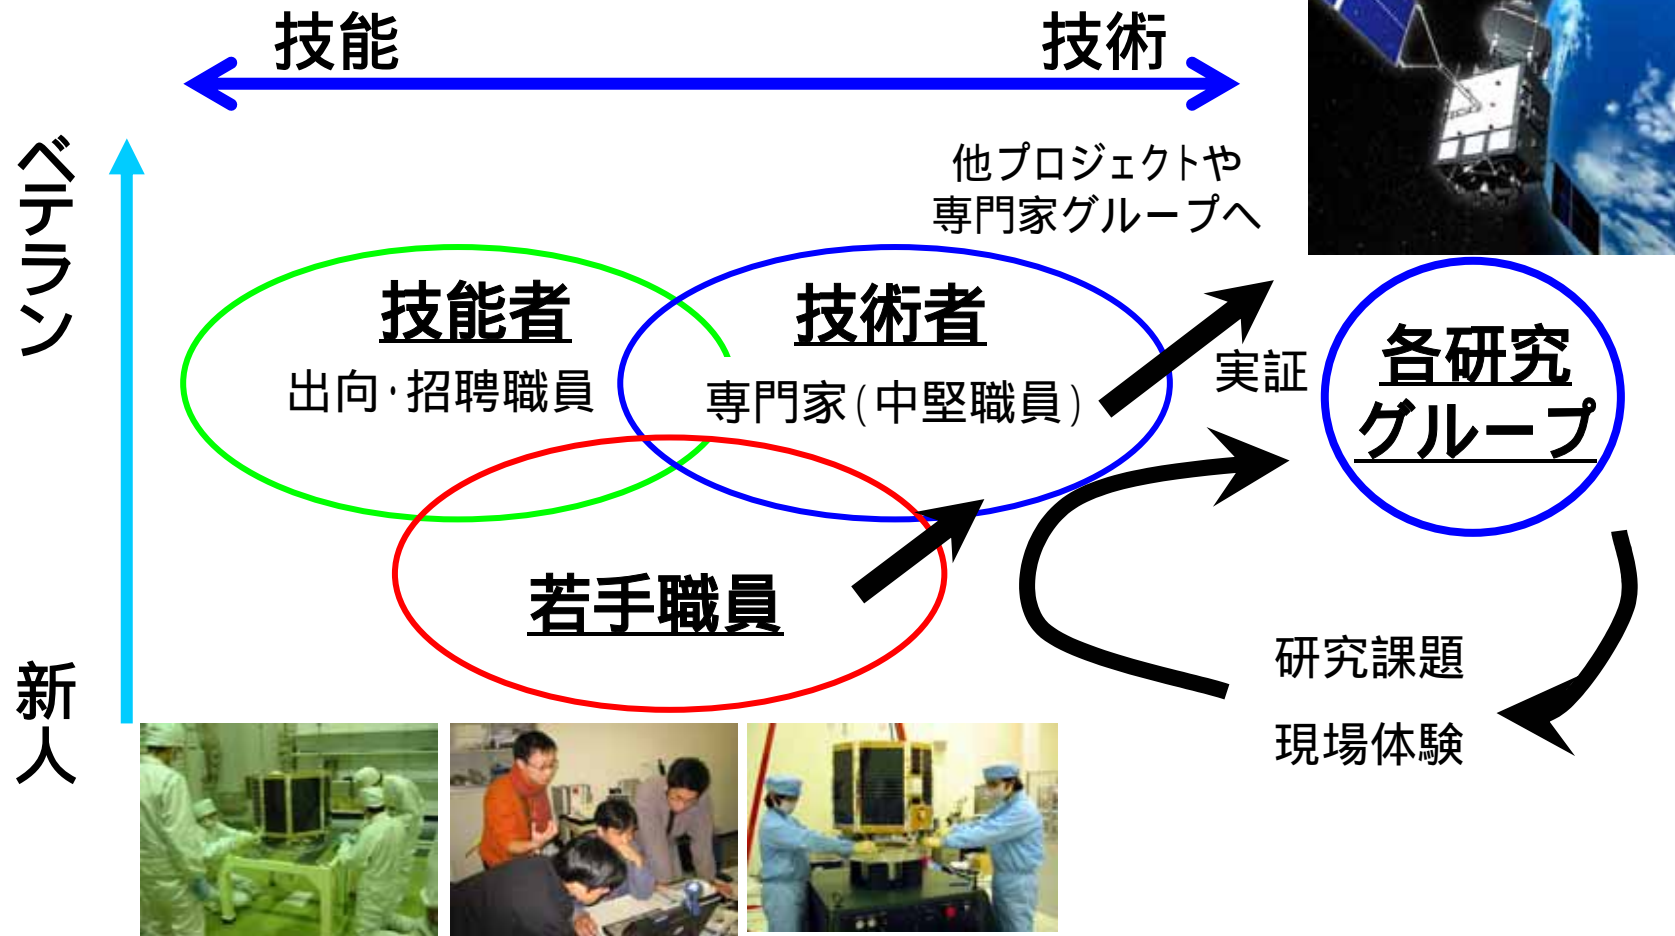 技能
技術
ベテラン
他プロジェクトや
専門家グループへ
技能者
出向・招聘職員
技術者
専門家(中堅職員)
実証
各研究
グループ
若手職員
研究課題
現場体験
新人